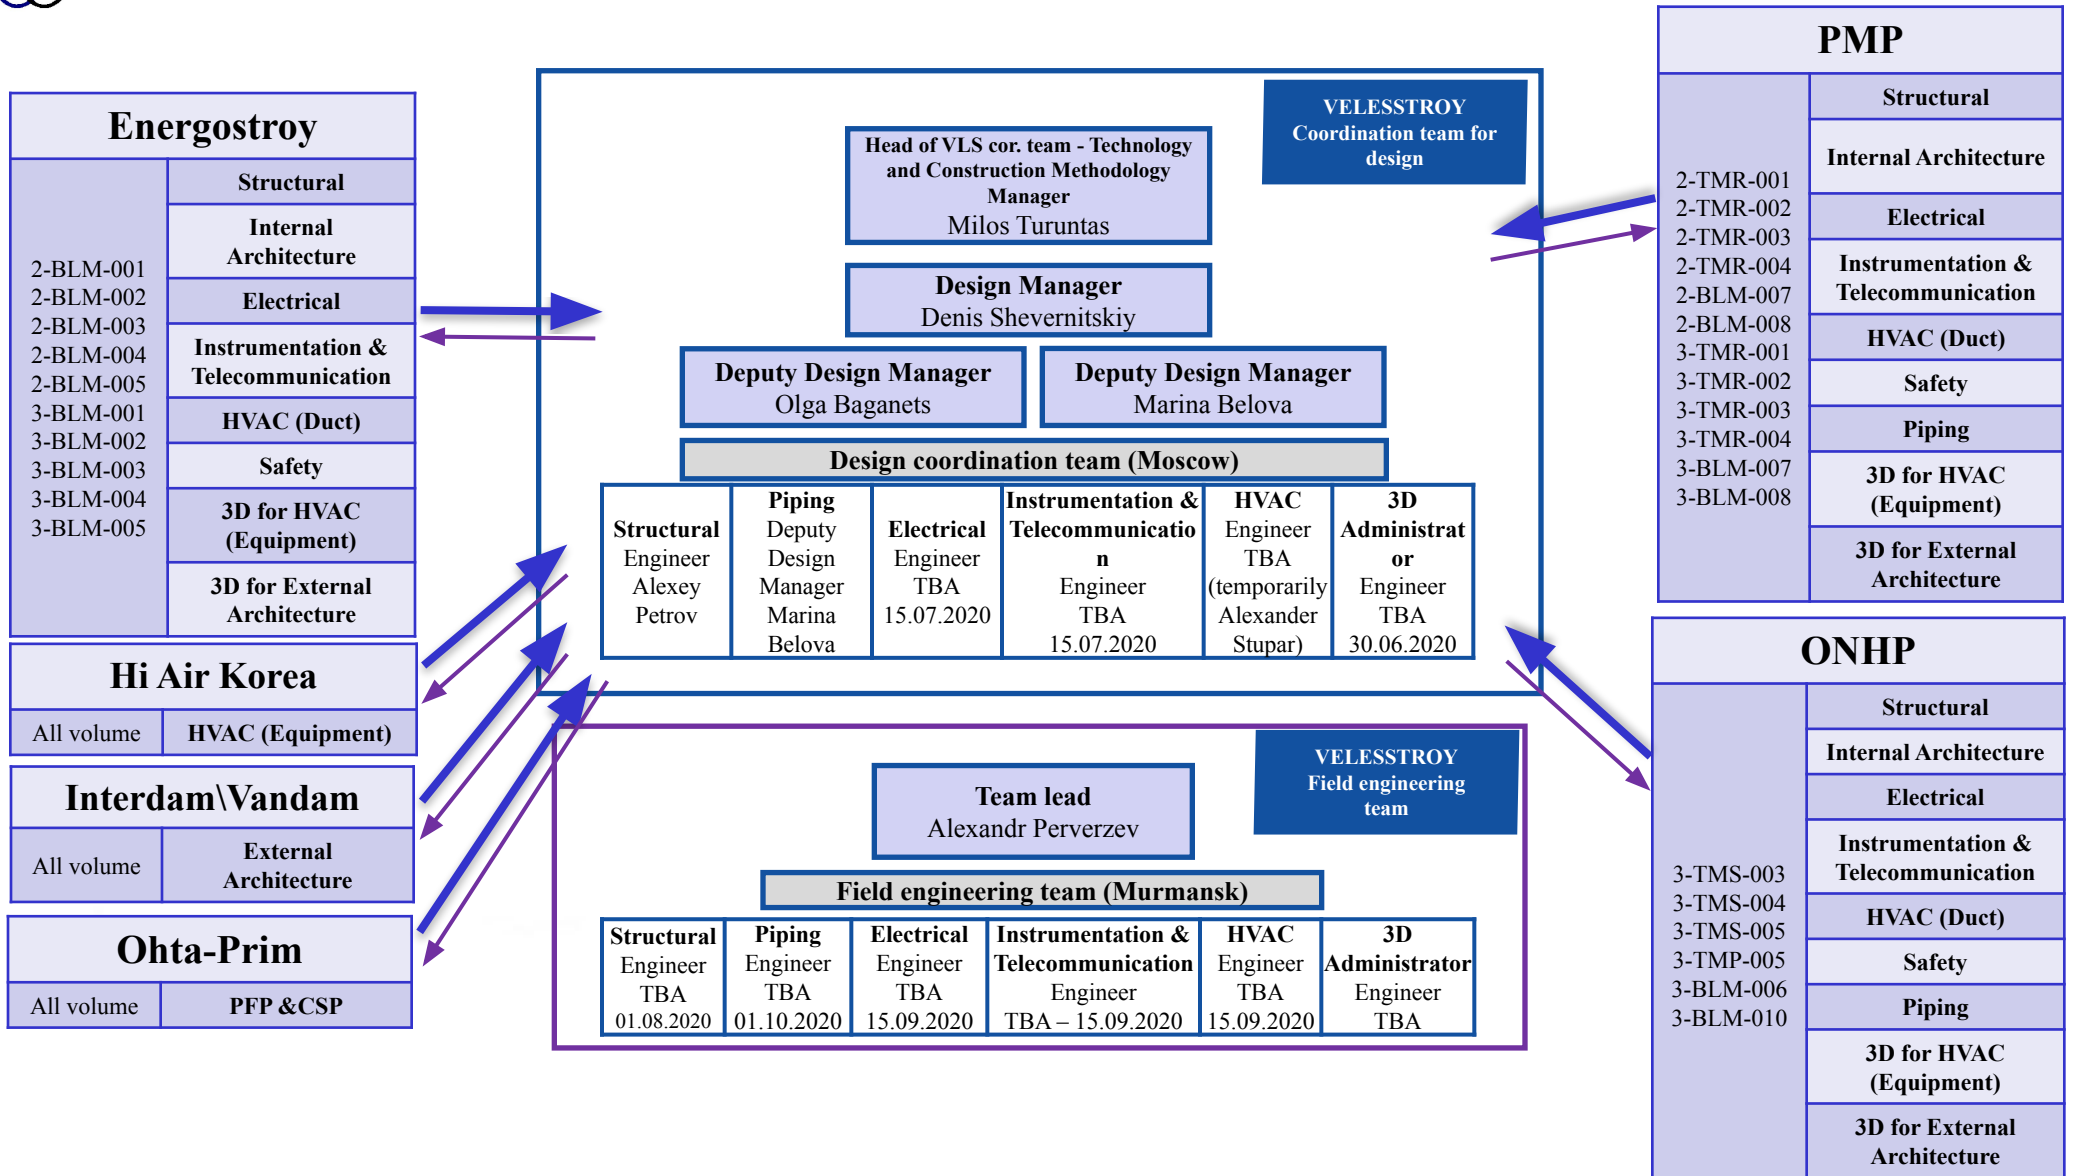 Energostroy
2-BLM-001
2-BLM-002
2-BLM-003
2-BLM-004
2-BLM-005
3-BLM-001
3-BLM-002
3-BLM-003
3-BLM-004
3-BLM-005
Structural
Internal
Architecture
Electrical
Instrumentation &
Telecommunication
HVAC (Duct)
Safety
3D for HVAC
(Equipment)
3D for External
Architecture
Hi Air Korea
All volume
HVAC (Equipment)
Interdam\Vandam
All volume
External
Architecture
Ohta-Prim
All volume
PFP &CSP
VELESSTROY
Coordination team for
design
Head of VLS cor. team - Technology
and Construction Methodology
Manager
Milos Turuntas
Design Manager
Denis Shevernitskiy
Deputy Design Manager
Olga Baganets
Deputy Design Manager
Marina Belova
Design coordination team (Moscow)
Structural
Engineer
Alexey
Petrov
Piping
Deputy
Design
Manager
Marina
Belova
Electrical
Engineer
TBA
15.07.2020
Instrumentation &
Telecommunicatio
n
Engineer
TBA
15.07.2020
HVAC
Engineer
TBA
(temporarily
Alexander
Stupar)
3D
Administrat
or
Engineer
TBA
30.06.2020
VELESSTROY
Field engineering
team
Team lead
Alexandr Perverzev
Field engineering team (Murmansk)
Structural
Engineer
TBA
01.08.2020
Piping
Engineer
TBA
01.10.2020
Electrical
Engineer
TBA
15.09.2020
Instrumentation &
Telecommunication
Engineer
TBA – 15.09.2020
HVAC
Engineer
TBA
15.09.2020
3D
Administrator
Engineer
TBA
PMP
2-TMR-001
2-TMR-002
2-TMR-003
2-TMR-004
2-BLM-007
2-BLM-008
3-TMR-001
3-TMR-002
3-TMR-003
3-TMR-004
3-BLM-007
3-BLM-008
Structural
Internal Architecture
Electrical
Instrumentation &
Telecommunication
HVAC (Duct)
Safety
Piping
3D for HVAC
(Equipment)
3D for External
Architecture
ONHP
3-TMS-003
3-TMS-004
3-TMS-005
3-TMP-005
3-BLM-006
3-BLM-010
Structural
Internal Architecture
Electrical
Instrumentation &
Telecommunication
HVAC (Duct)
Safety
Piping
3D for HVAC
(Equipment)
3D for External
Architecture